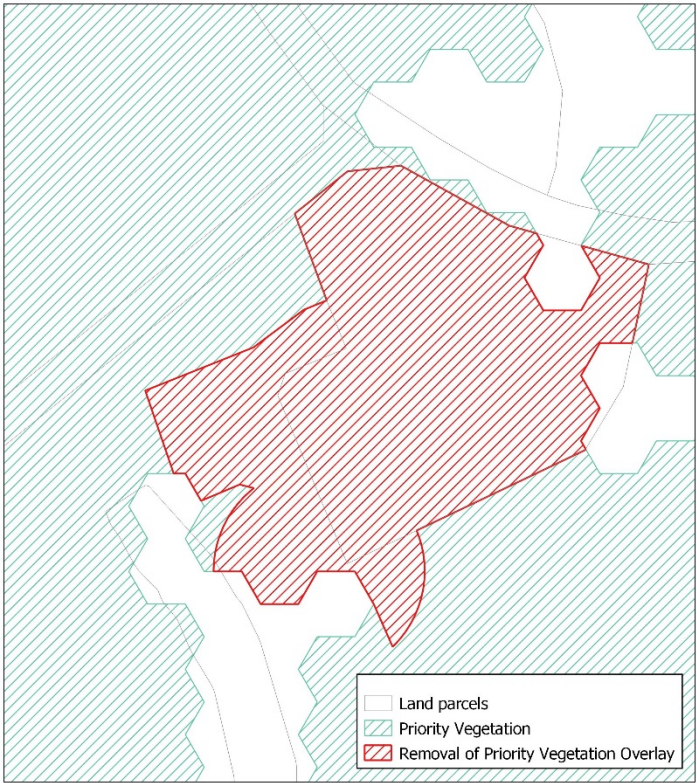 Land parcels
Priority Vegetation
Removal of Priority Vegetation Overlay